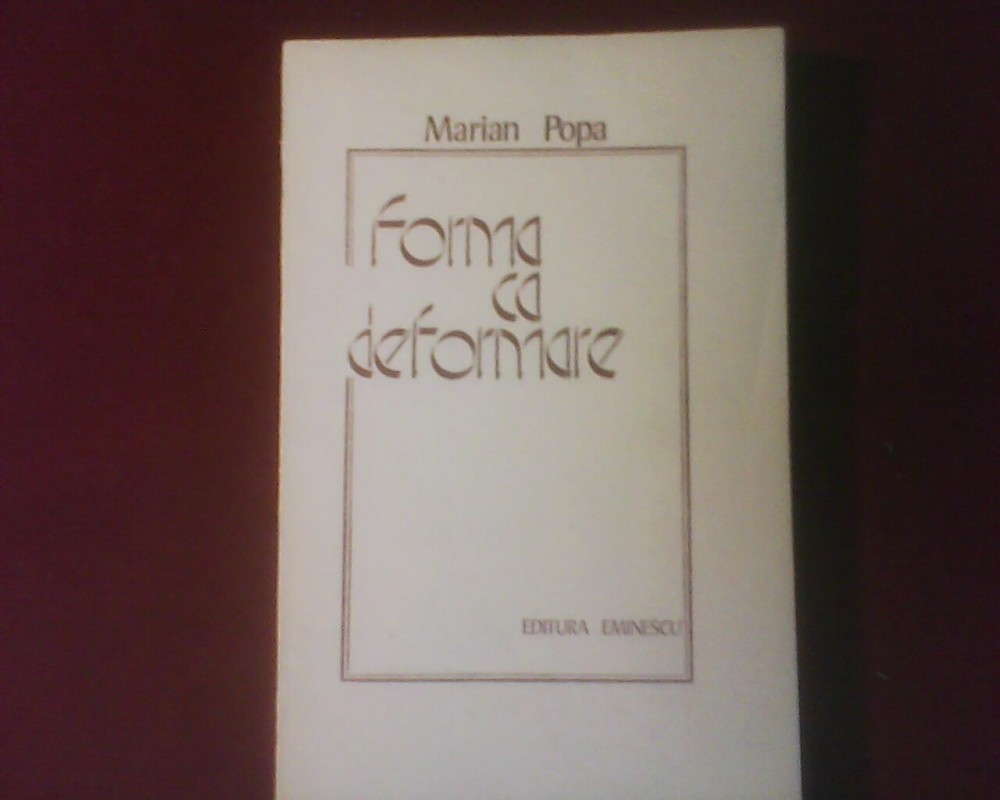 Marian Popa
forma
ca
deformare
EDITURA EMINESCU